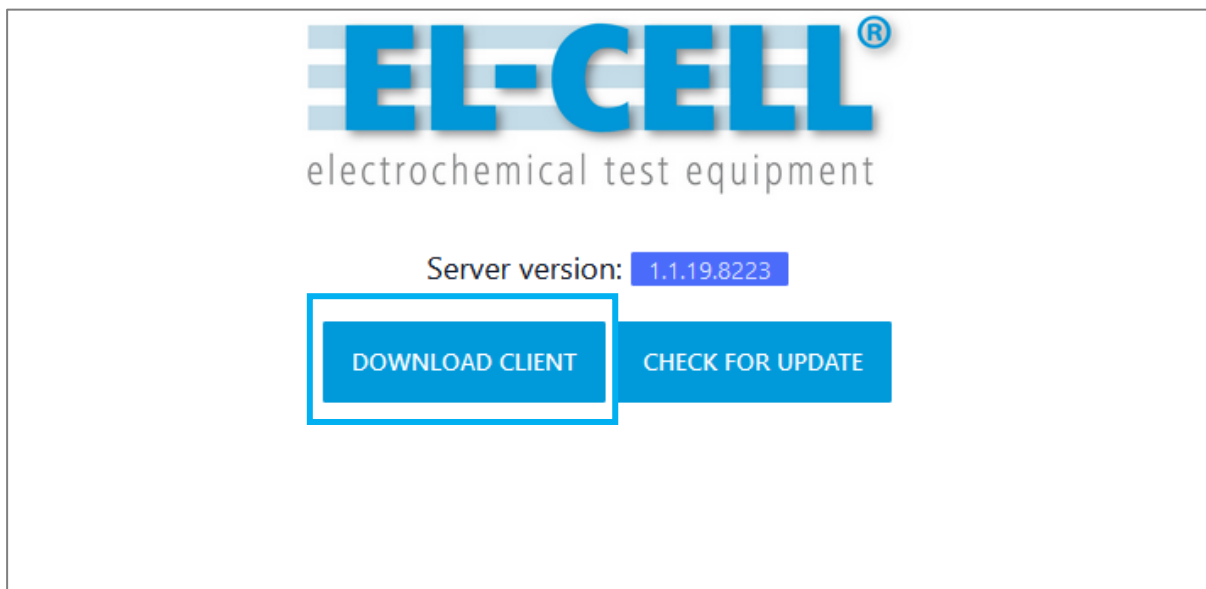 EL-CELL®
electrochemical test equipment
Server version: 1.1.19.8223
DOWNLOAD CLIENT CHECK FOR UPDATE